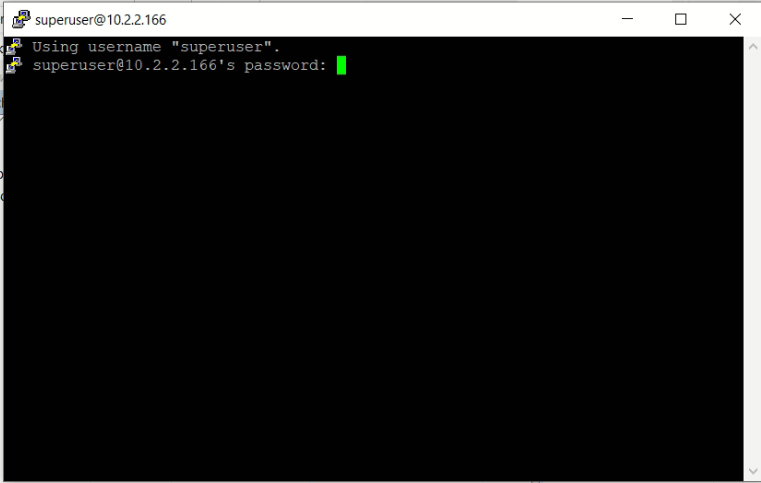 superuser@10.2.2.166
Using username "superuser".
superuser@10.2.2.166's password: